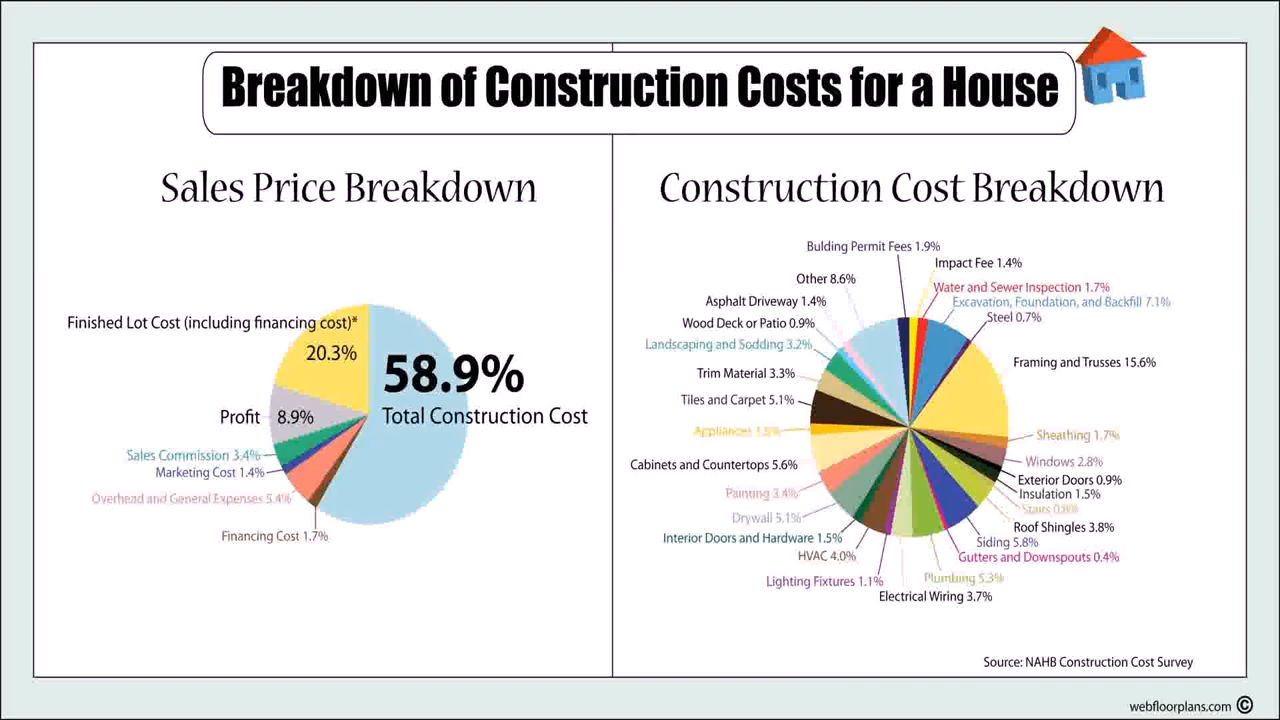 Breakdown of Construction Costs for a House
Sales Price Breakdown
Finished Lot Cost (including financing cost)*
20.3%
58.9%
Total Construction Cost
Profit 8.9%
Sales Commission 3.4%
Marketing Cost 1.4%
Overhead and General Expenses 5.4%
Financing Cost 1.7%
Construction Cost Breakdown
Bulding Permit Fees 1.9%
Impact Fee 1.4%
Water and Sewer Inspection 1.7%
Excavation, Foundation, and Backfill 7.1%
Steel 0.7%
Framing and Trusses 15.6%
Sheathing 1.7%
Windows 2.8%
Exterior Doors 0.9%
Insulation 1.5%
Stairs
Roof Shingles 3.8%
Siding 5.8%
Gutters and Downspouts 0.4%
Plumbing 5.3%
Electrical Wiring 3.7%
Lighting Fixtures 1.1%
HVAC 4.0%
Interior Doors and Hardware 1.5%
Drywall 5.1%
Painting 3.4%
Cabinets and Countertops 5.6%
Appliances
Tiles and Carpet 5.1%
Trim Material 3.3%
Landscaping and Sodding 3.2%
Wood Deck or Patio 0.9%
Asphalt Driveway 1.4%
Other 8.6%
Source: NAHB Construction Cost Survey
webfloorplans.com ©